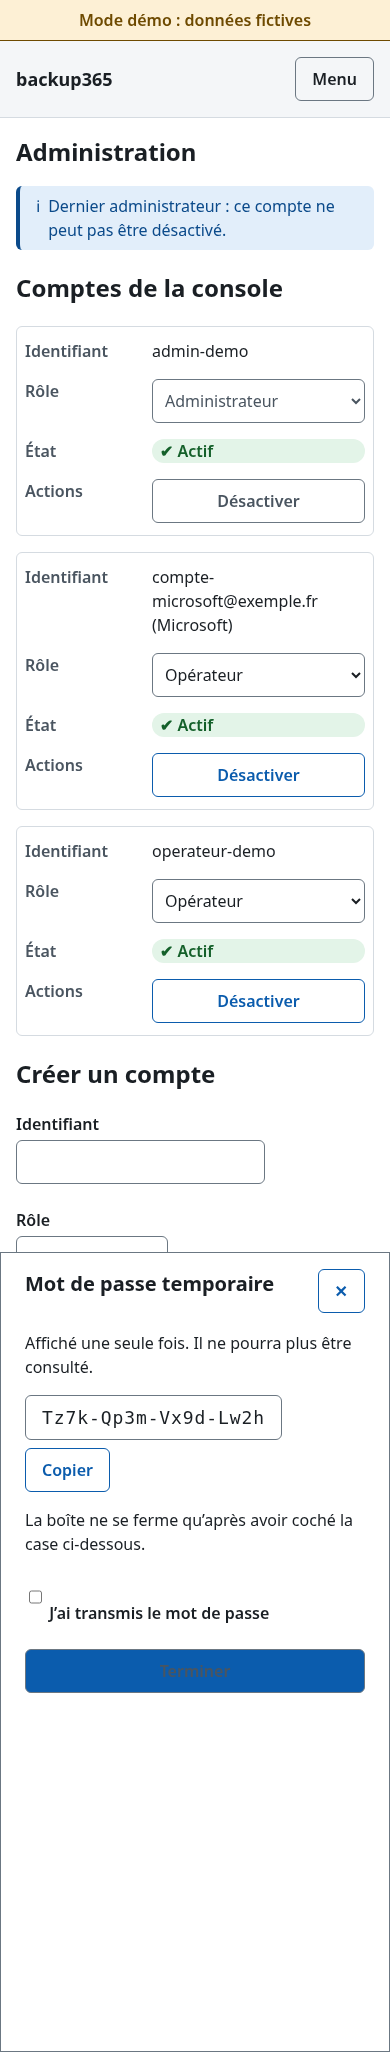 Mode démo : données fictives
backup365
Menu
Administration
i Dernier administrateur : ce compte ne
peut pas être désactivé.
Comptes de la console
Identifiant admin-demo
Rôle Administrateur
État ✔ Actif
Actions Désactiver
Identifiant compte-
microsoft@exemple.fr
(Microsoft)
Rôle Opérateur
État ✔ Actif
Actions Désactiver
Identifiant operateur-demo
Rôle Opérateur
État ✔ Actif
Actions Désactiver
Créer un compte
Identifiant
Rôle
Mot de passe temporaire ×
Affiché une seule fois. Il ne pourra plus être
consulté.
Tz7k-Qp3m-Vx9d-Lw2h
Copier
La boîte ne se ferme qu’après avoir coché la
case ci-dessous.
J’ai transmis le mot de passe
Terminer